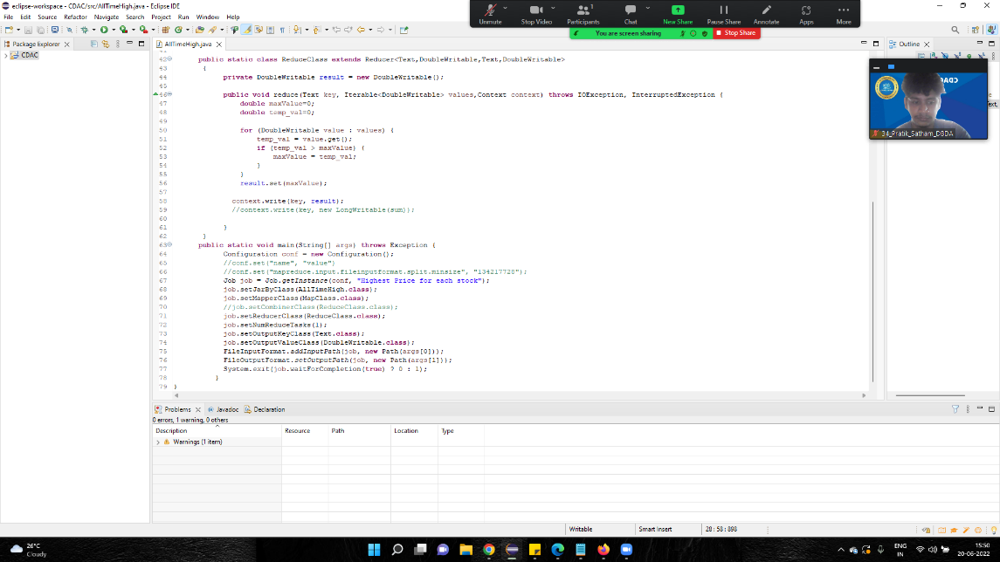 eclipse-workspace - CDAC/src/AllTimeHigh.java - Eclipse IDE
File Edit Source Refactor Navigate Search Project Run Window Help
Unmute Stop Video Participants 1 Chat New Share Pause Share Annotate Apps More
You are screen sharing Stop Share
Package Explorer
CDAC
AllTimeHigh.java
Outline
42 public static class ReduceClass extends Reducer<Text,DoubleWritable,Text,DoubleWritable>
43 {
44 private DoubleWritable result = new DoubleWritable();
45
46 public void reduce(Text key, Iterable<DoubleWritable> values,Context context) throws IOException, InterruptedException {
47 double maxValue=0;
48 double temp_val=0;
49
50 for (DoubleWritable value : values) {
51 temp_val = value.get();
52 if (temp_val > maxValue) {
53 maxValue = temp_val;
54 }
55 }
56 result.set(maxValue);
57
58 context.write(key, result);
59 //context.write(key, new LongWritable(sum));
60
61 }
62 }
63 public static void main(String[] args) throws Exception {
64 Configuration conf = new Configuration();
65 //conf.set("name", "value")
66 //conf.set("mapreduce.input.fileinputformat.split.minsize", "134217728");
67 Job job = Job.getInstance(conf, "Highest Price for each stock");
68 job.setJarByClass(AllTimeHigh.class);
69 job.setMapperClass(MapClass.class);
70 //job.setCombinerClass(ReduceClass.class);
71 job.setReducerClass(ReduceClass.class);
72 job.setNumReduceTasks(1);
73 job.setOutputKeyClass(Text.class);
74 job.setOutputValueClass(DoubleWritable.class);
75 FileInputFormat.addInputPath(job, new Path(args[0]));
76 FileOutputFormat.setOutputPath(job, new Path(args[1]));
77 System.exit(job.waitForCompletion(true) ? 0 : 1);
78 }
79 }
34_Pratik_Satham_DBDA
Text,
Problems Javadoc Declaration
0 errors, 1 warning, 0 others
Description Resource Path Location Type
Warnings (1 item)
Writable Smart Insert 28 : 58 : 898
26°C
Cloudy
ENG
IN
15:50
20-06-2022